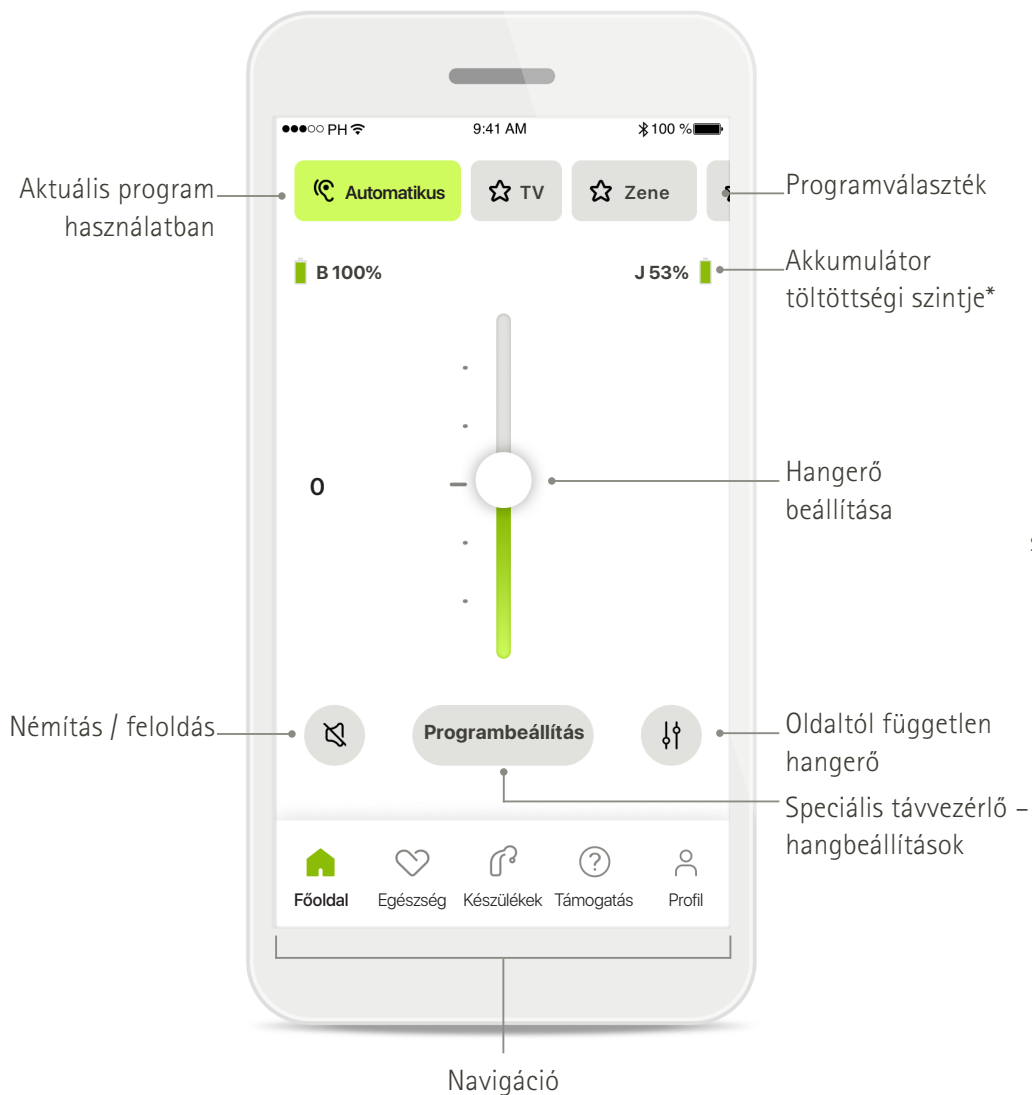 PH 9:41 AM 100 %
Automatikus TV Zene
Aktuális program
használatban
Programválaszték
B 100% J 53%
Akkumulátor
töltöttségi szintje*
0
Hangerő
beállítása
Némítás / feloldás
Programbeállítás
Oldaltól független
hangerő
Speciális távvezérlő –
hangbeállítások
Főoldal Egészség Készülékek Támogatás Profil
Navigáció